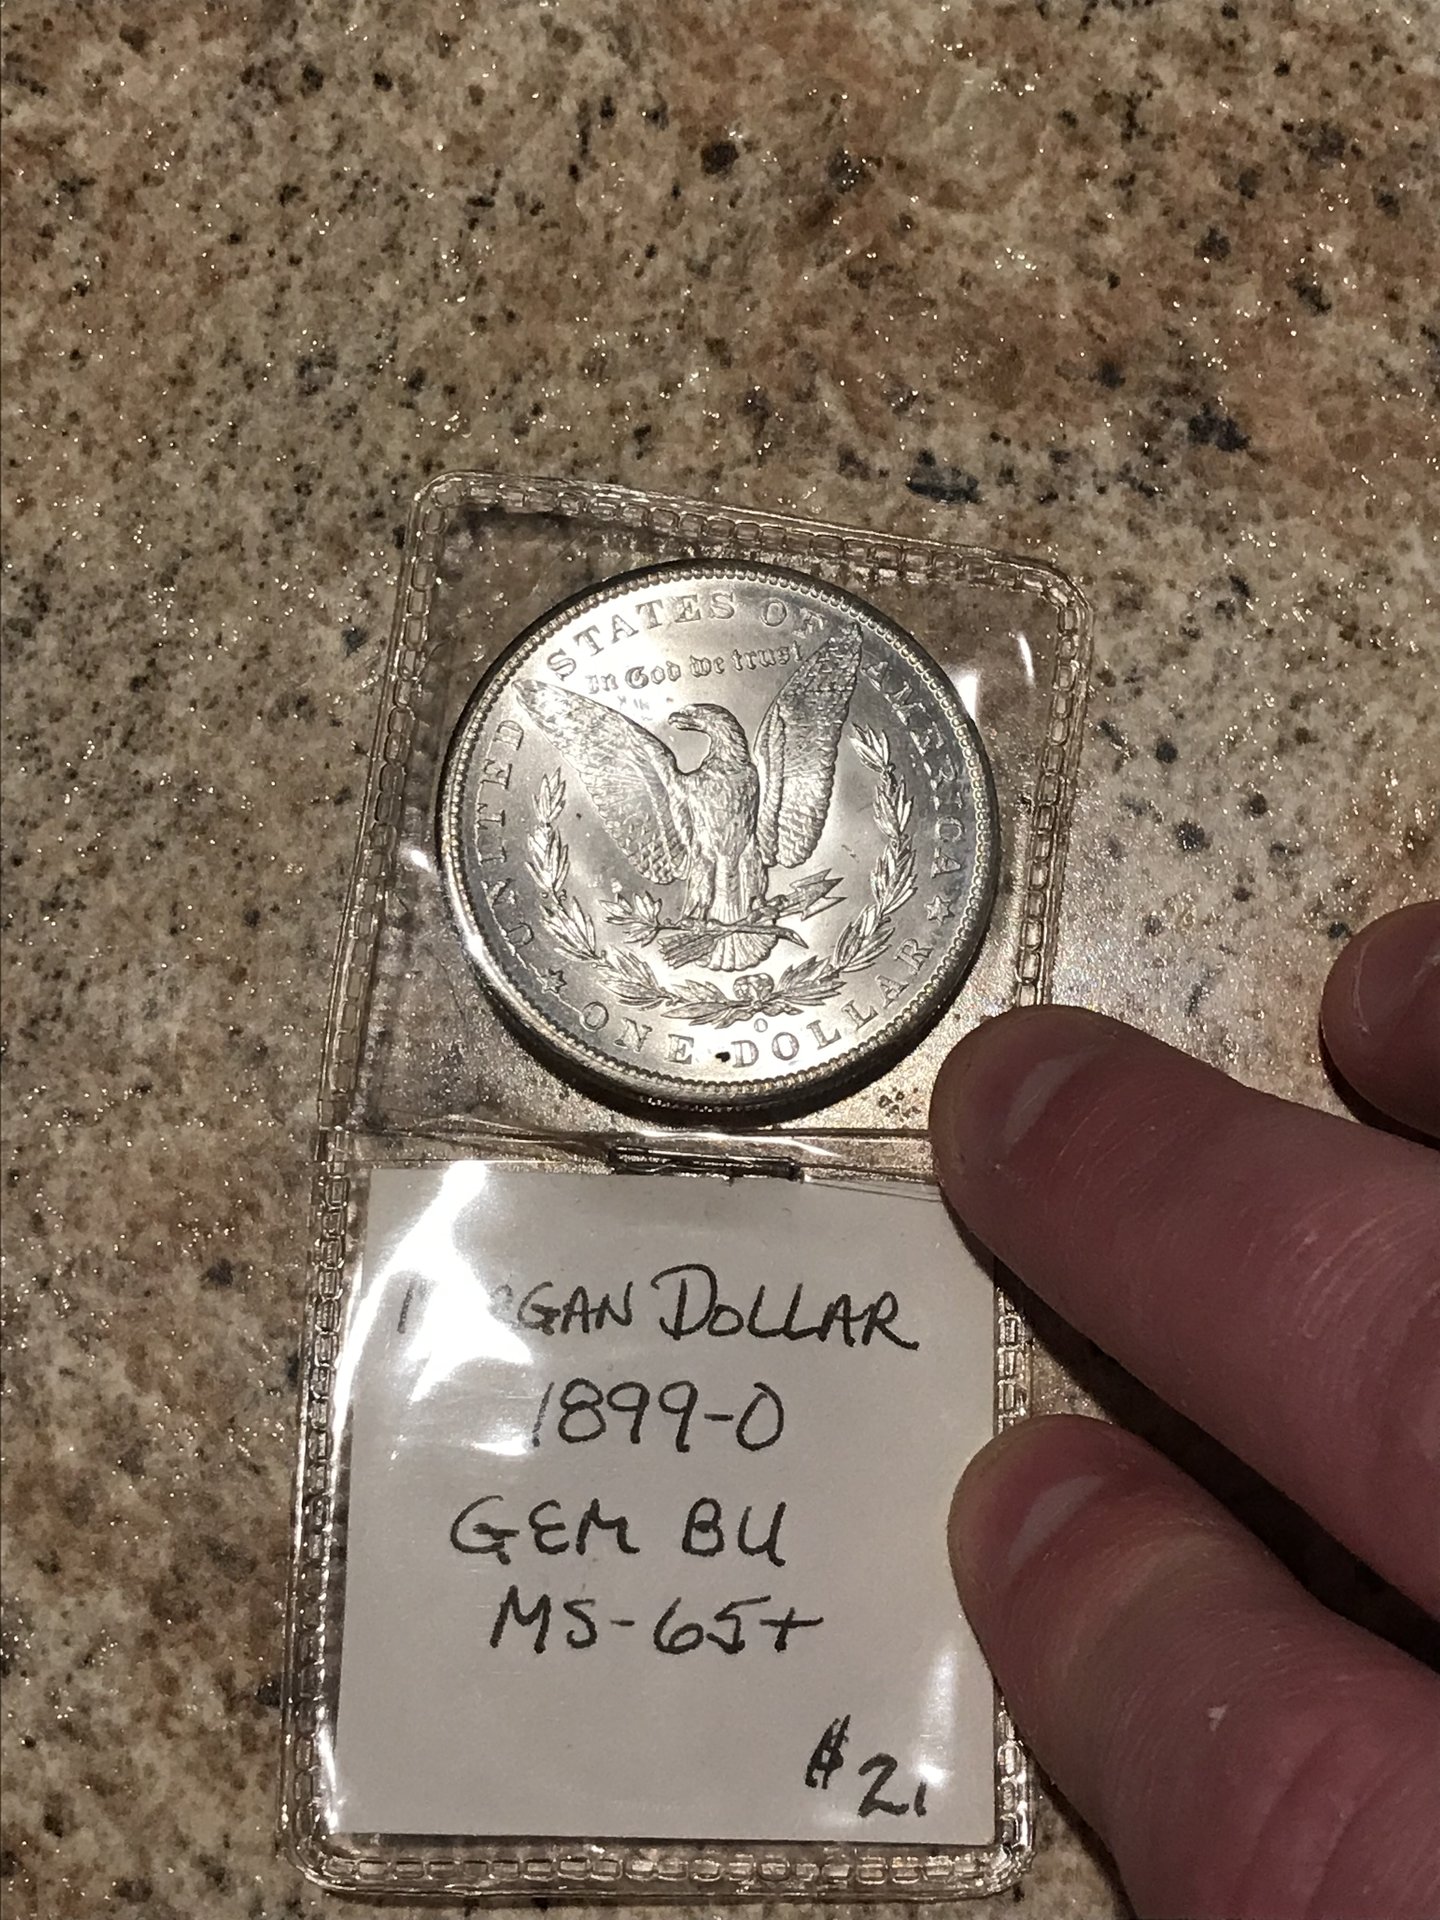 UNITED STATES OF AMERICA
In God we trust
O
ONE DOLLAR
DOLLAR
1899-O
GEM BU
MS-65+
$21